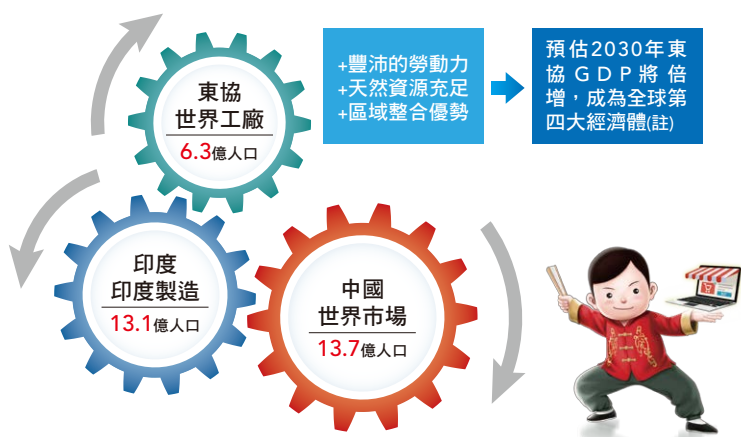 東協
世界工廠
6.3億人口
+豐沛的勞動力
+天然資源充足
+區域整合優勢
預估2030年東
協GDP將倍
增，成為全球第
四大經濟體(註)
印度
印度製造
13.1億人口
中國
世界市場
13.7億人口